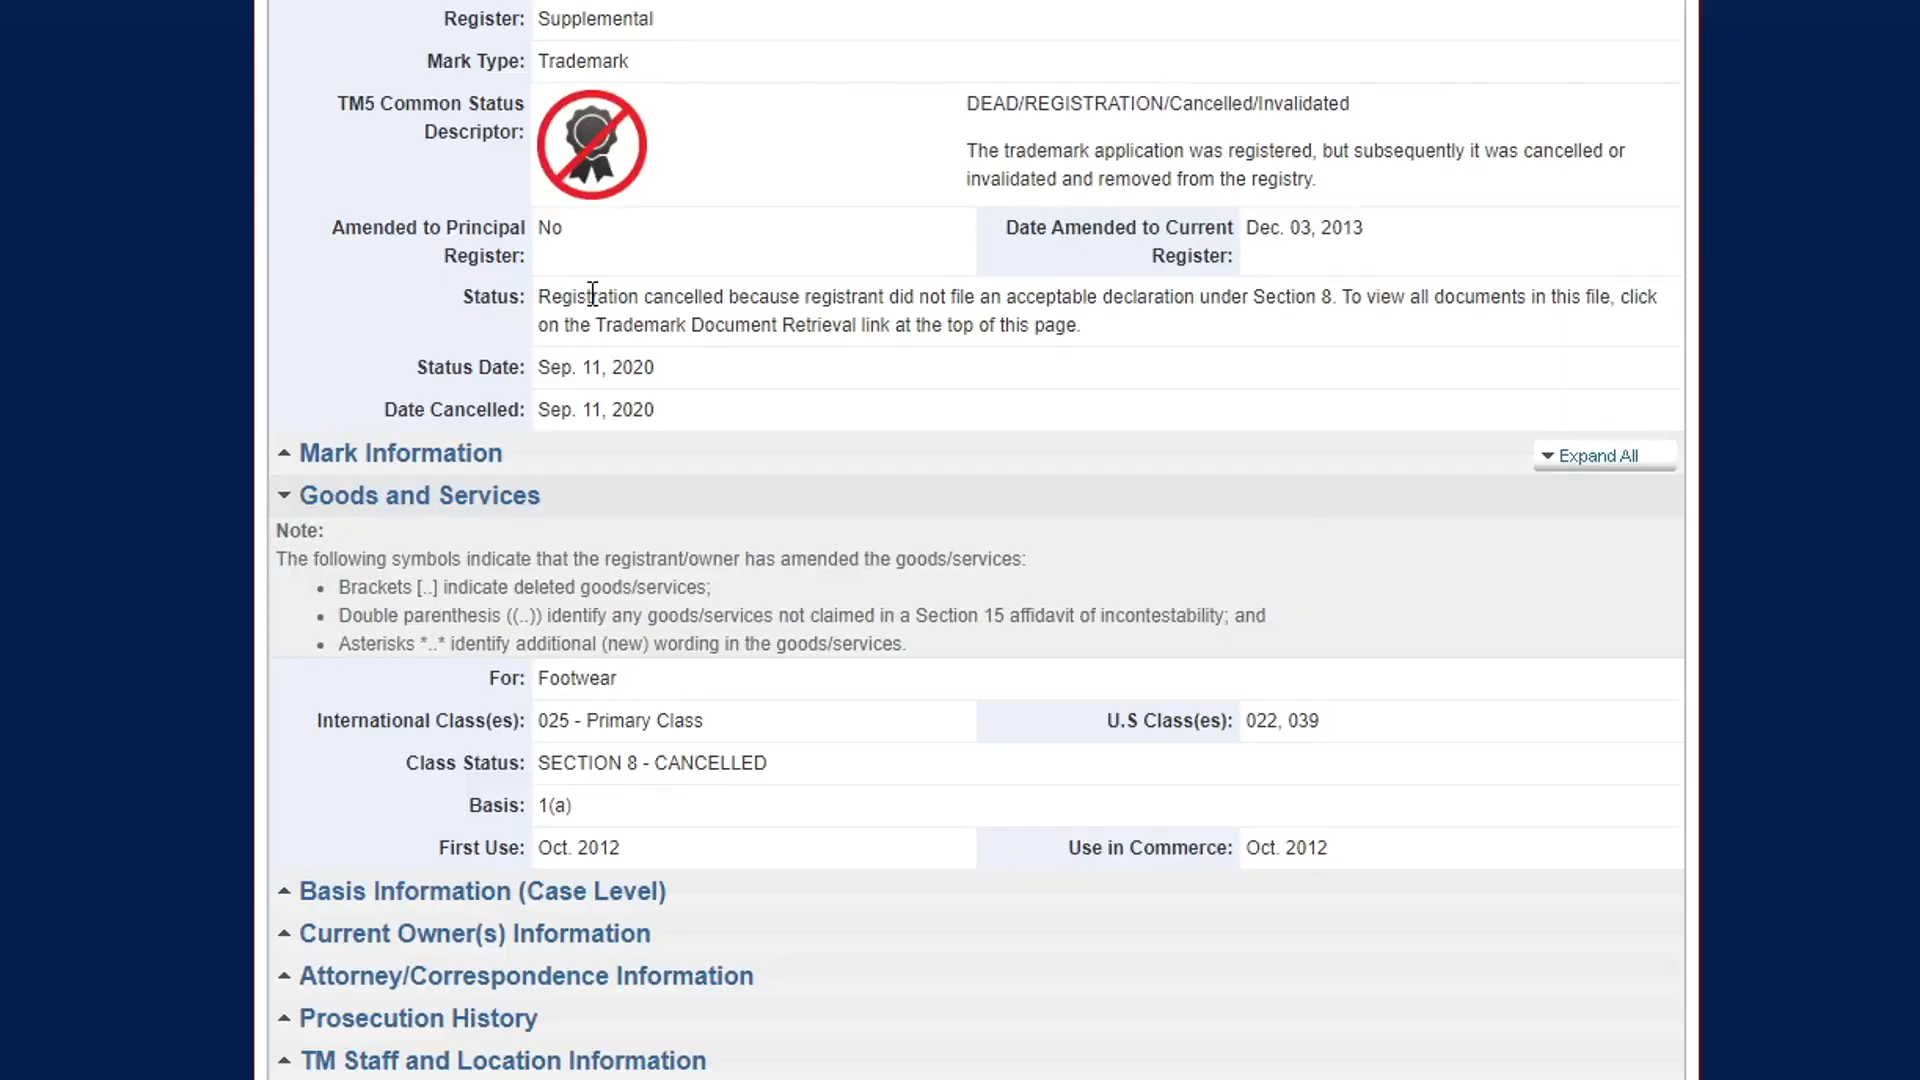 Register: Supplemental
Mark Type: Trademark
TM5 Common Status Descriptor:
DEAD/REGISTRATION/Cancelled/Invalidated
The trademark application was registered, but subsequently it was cancelled or
invalidated and removed from the registry.
Amended to Principal Register: No
Date Amended to Current Register: Dec. 03, 2013
Status: Registration cancelled because registrant did not file an acceptable declaration under Section 8. To view all documents in this file, click
on the Trademark Document Retrieval link at the top of this page.
Status Date: Sep. 11, 2020
Date Cancelled: Sep. 11, 2020
Mark Information
Expand All
Goods and Services
Note:
The following symbols indicate that the registrant/owner has amended the goods/services:
• Brackets [..] indicate deleted goods/services;
• Double parenthesis ((..)) identify any goods/services not claimed in a Section 15 affidavit of incontestability; and
• Asterisks *..* identify additional (new) wording in the goods/services.
For: Footwear
International Class(es): 025 - Primary Class
U.S Class(es): 022, 039
Class Status: SECTION 8 - CANCELLED
Basis: 1(a)
First Use: Oct. 2012
Use in Commerce: Oct. 2012
Basis Information (Case Level)
Current Owner(s) Information
Attorney/Correspondence Information
Prosecution History
TM Staff and Location Information